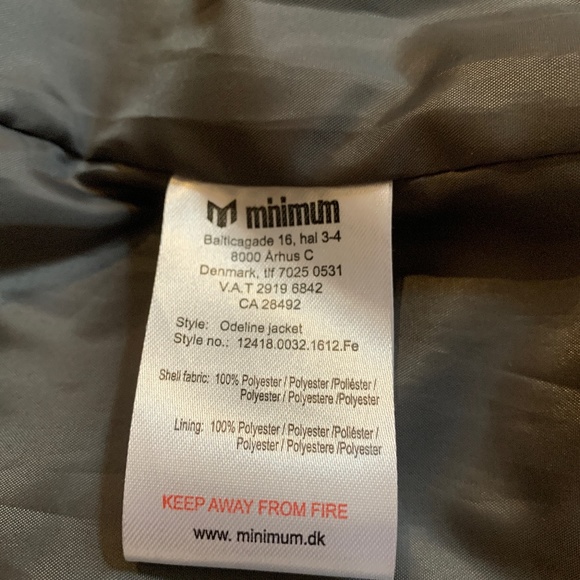 minimum
Balticagade 16, hal 3-4
8000 Århus C
Denmark, tlf 7025 0531
V.A.T 2919 6842
CA 28492
Style: Odeline jacket
Style no.: 12418.0032.1612.Fe
Shell fabric: 100% Polyester / Polyester /Poliéster /
Polyester / Polyestere /Polyester
Lining: 100% Polyester / Polyester /Poliéster /
Polyester / Polyestere /Polyester
KEEP AWAY FROM FIRE
www. minimum.dk